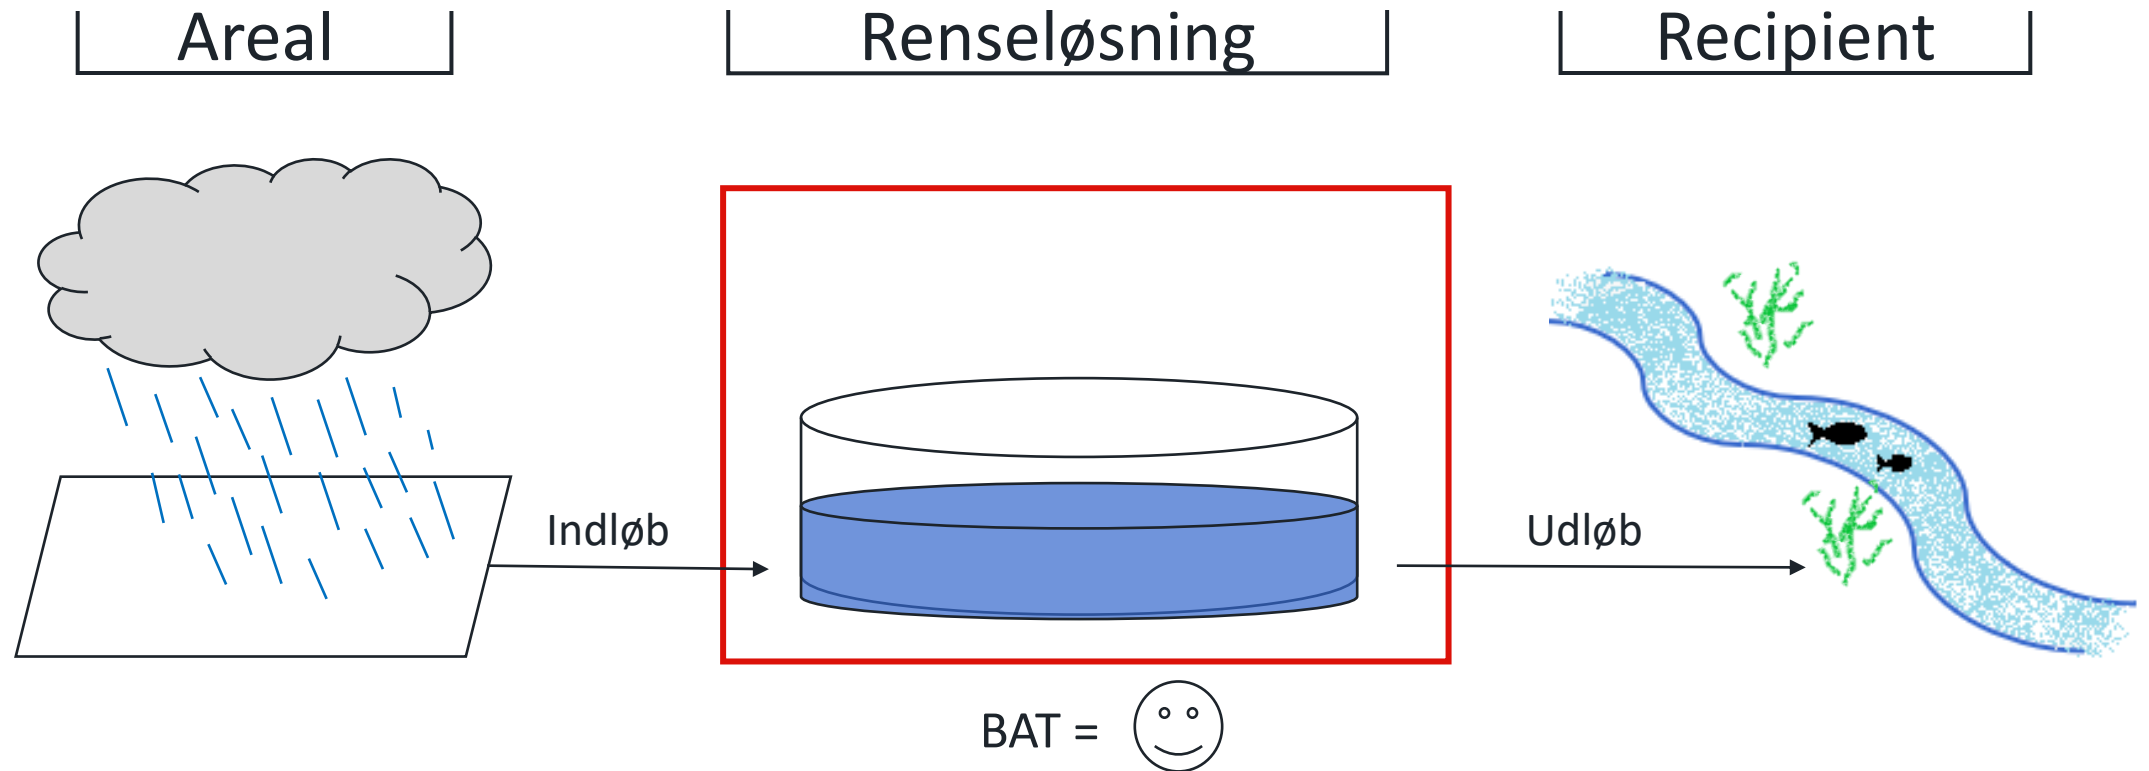 Areal
Renseløsning
Recipient
Indløb
Udløb
BAT =